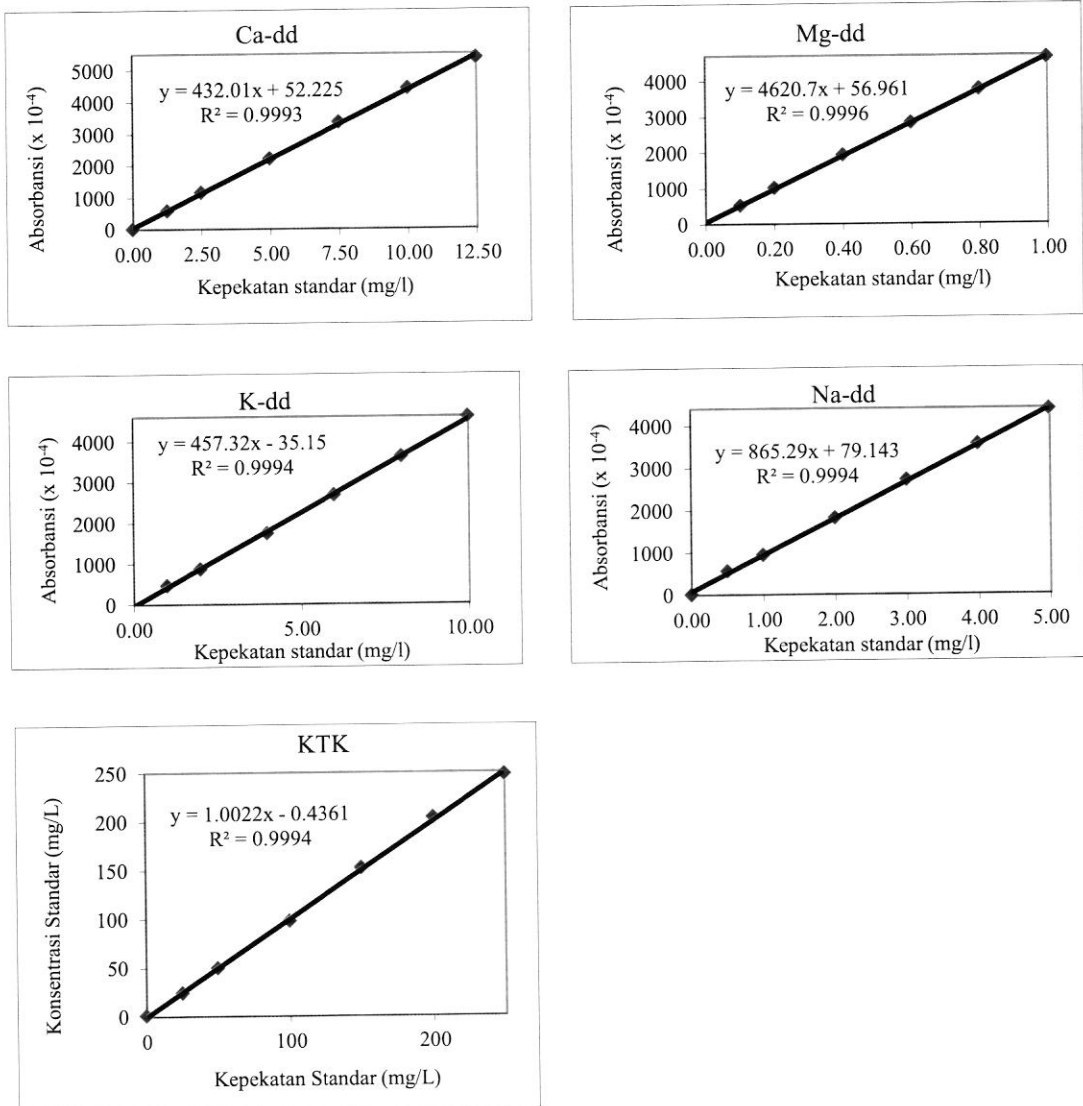 Ca-dd
5000
4000
3000
2000
1000
0
y = 432.01x + 52.225
R² = 0.9993
Absorbansi (x 10⁻⁴)
0.00 2.50 5.00 7.50 10.00 12.50
Kepekatan standar (mg/l)
Mg-dd
4000
3000
2000
1000
0
y = 4620.7x + 56.961
R² = 0.9996
Absorbansi (x 10⁻⁴)
0.00 0.20 0.40 0.60 0.80 1.00
Kepekatan standar (mg/l)
K-dd
4000
3000
2000
1000
0
y = 457.32x - 35.15
R² = 0.9994
Absorbansi (x 10⁻⁴)
0.00 5.00 10.00
Kepekatan standar (mg/l)
Na-dd
4000
3000
2000
1000
0
y = 865.29x + 79.143
R² = 0.9994
Absorbansi (x 10⁻⁴)
0.00 1.00 2.00 3.00 4.00 5.00
Kepekatan standar (mg/l)
KTK
250
200
150
100
50
0
y = 1.0022x - 0.4361
R² = 0.9994
Konsentrasi Standar (mg/L)
0 100 200
Kepekatan Standar (mg/L)